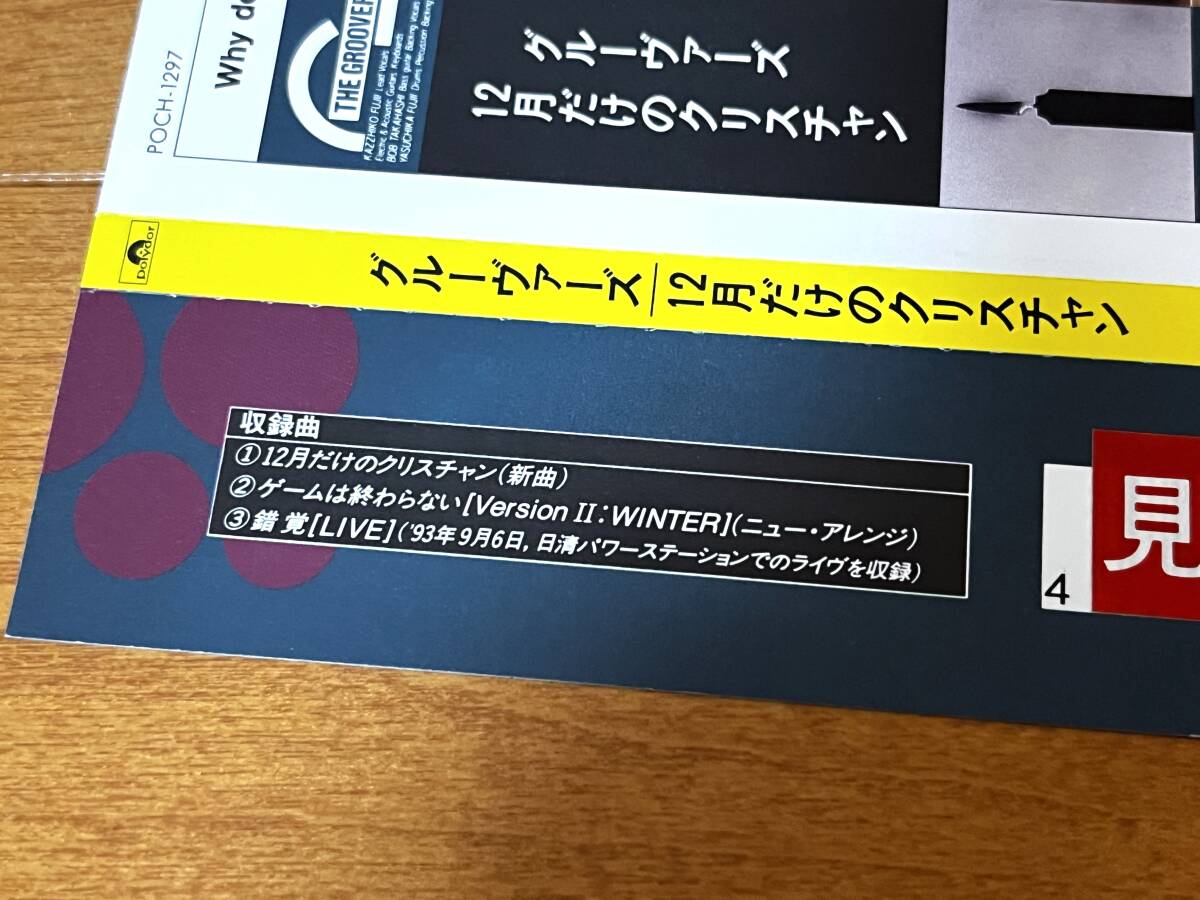 POCH-1297
Why do
THE GROOVER
KAZZHIKO FUJII Lead Vocals
Electric & Acoustic Guitars Keyboards
BOB TAKAHASHI Bass guitar Backing Vocals
YASUCHIKA FUJII Drums Percussion Backing
グルーヴァーズ
12月だけのクリスチャン
Polydor
グルーヴァーズ/12月だけのクリスチャン
収録曲
①12月だけのクリスチャン(新曲)
②ゲームは終わらない[Version II:WINTER](ニュー・アレンジ)
③錯覚[LIVE]('93年9月6日,日清パワーステーションでのライヴを収録)
4
見